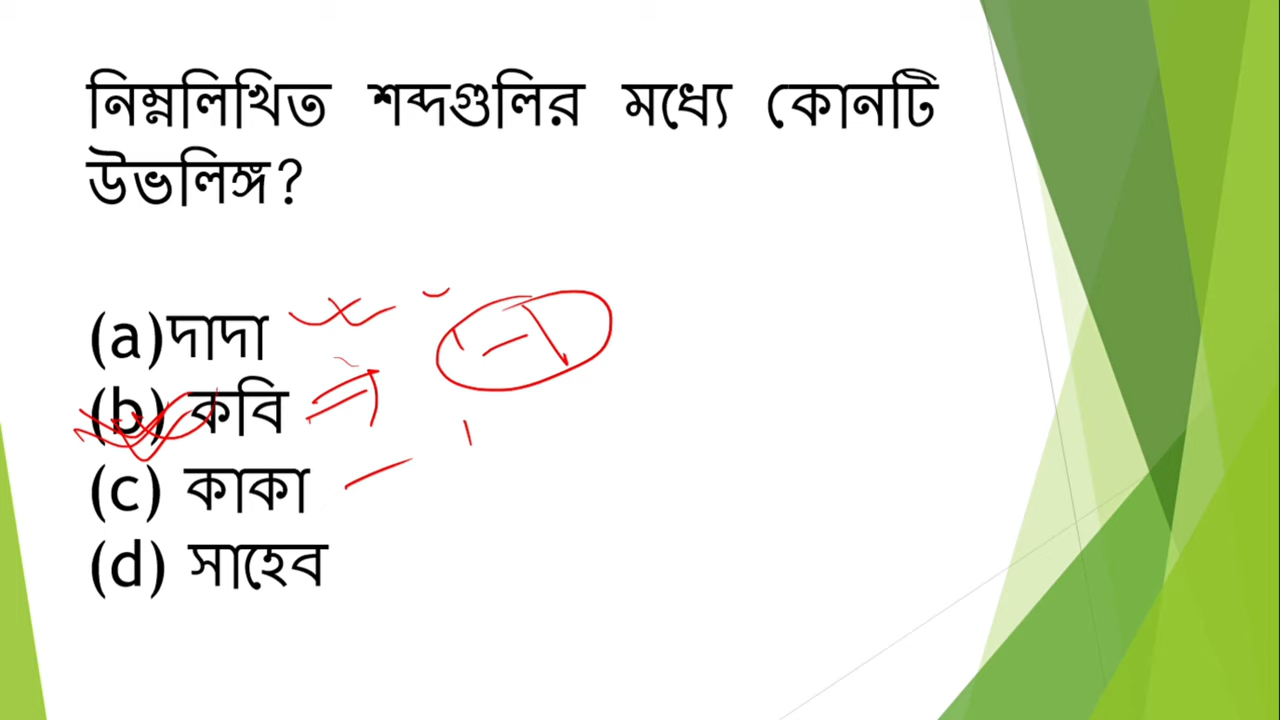 নিম্নলিখিত শব্দগুলির মধ্যে কোনটি
উভলিঙ্গ?
(a)দাদা
(b) কবি
(c) কাকা
(d) সাহেব